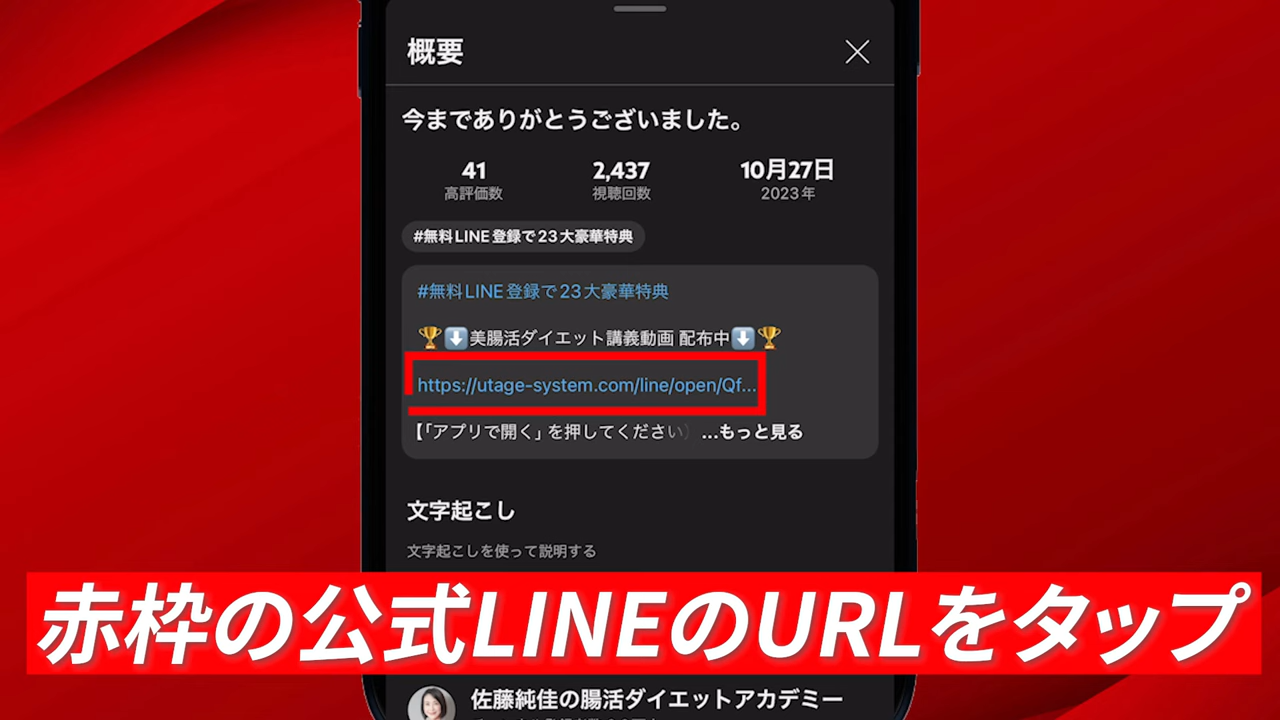 概要
今までありがとうございました。
41 2,437 10月27日
高評価数 視聴回数 2023年
#無料LINE登録で23大豪華特典
#無料LINE登録で23大豪華特典
🏆⬇️美腸活ダイエット講義動画 配布中⬇️🏆
https://utage-system.com/line/open/Qf...
【「アプリで開く」を押してください】 ...もっと見る
文字起こし
文字起こしを使って説明する
赤枠の公式LINEのURLをタップ
佐藤純佳の腸活ダイエットアカデミー